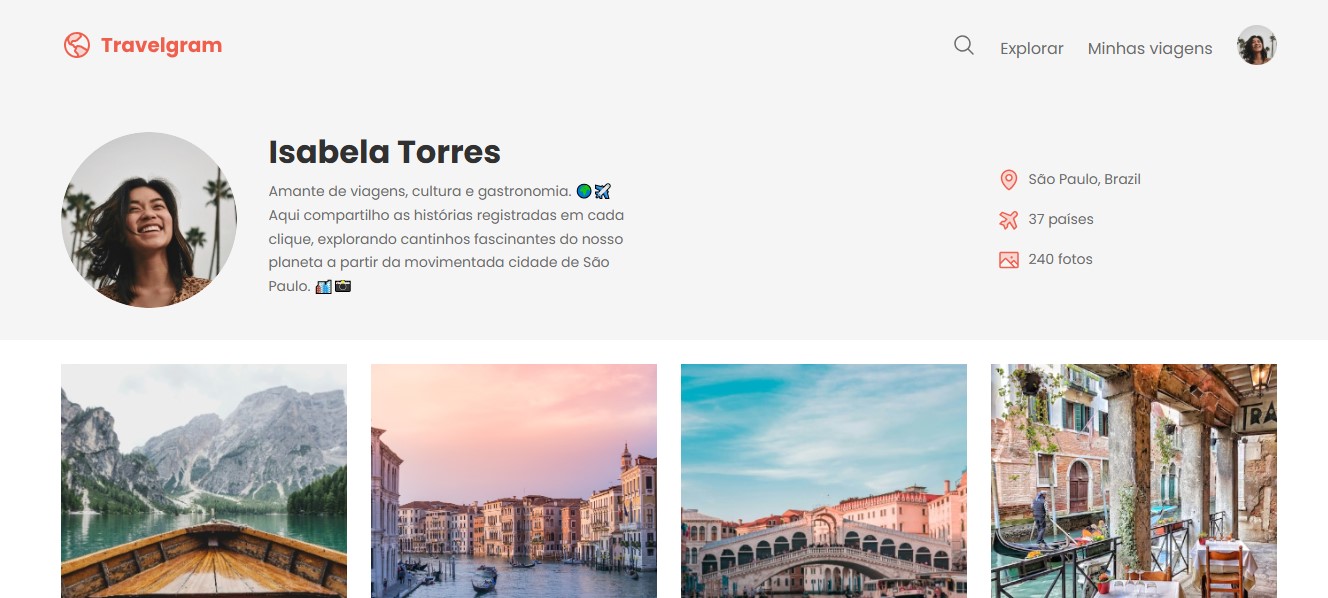 Travelgram
Explorar
Minhas viagens
Isabela Torres
Amante de viagens, cultura e gastronomia. 🌍✈️
Aqui compartilho as histórias registradas em cada
clique, explorando cantinhos fascinantes do nosso
planeta a partir da movimentada cidade de São
Paulo. 🏙️📷
São Paulo, Brazil
37 países
240 fotos
TRA